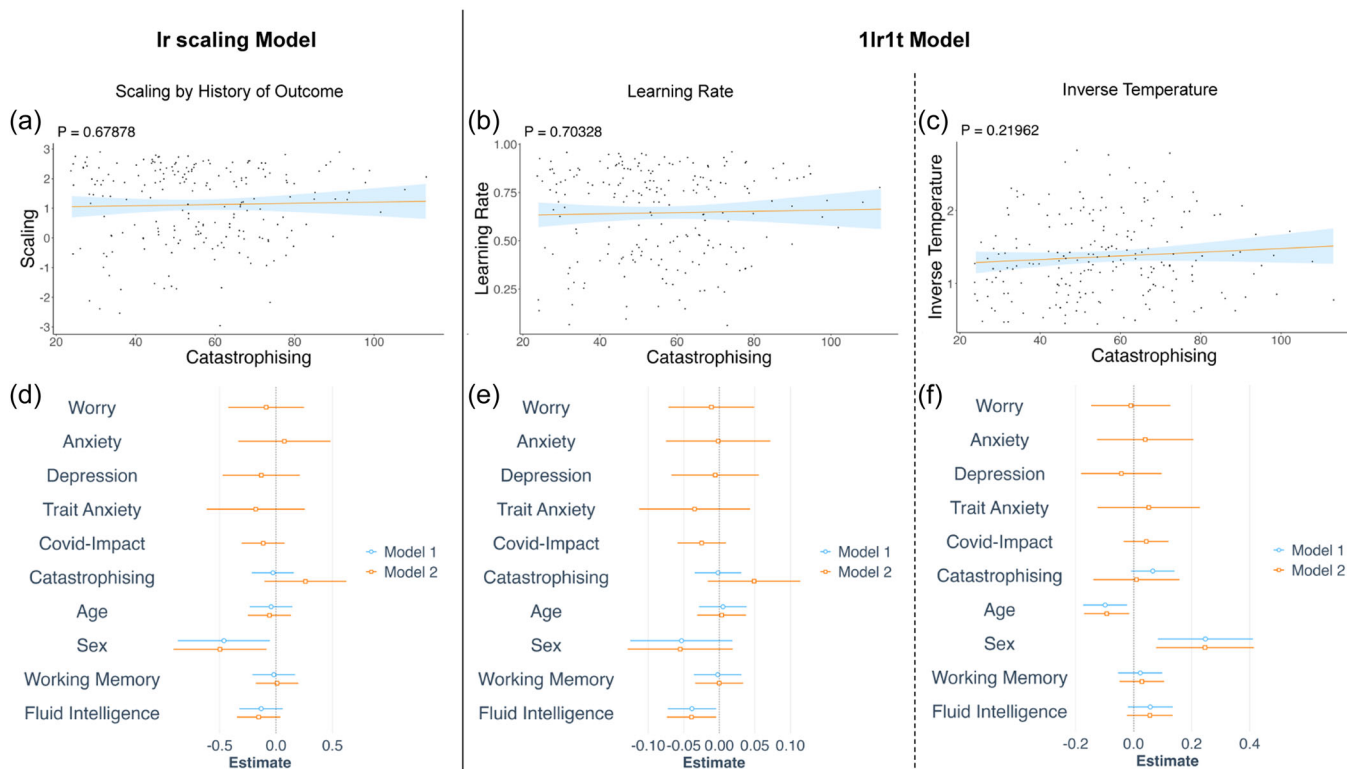 lr scaling Model
1lr1t Model
Scaling by History of Outcome
Learning Rate
Inverse Temperature
(a)
P = 0.67878
Scaling
3
2
1
0
-1
-2
-3
20
40
60
80
100
Catastrophising
(b)
P = 0.70328
Learning Rate
1.00
0.75
0.50
0.25
20
40
60
80
100
Catastrophising
(c)
P = 0.21962
Inverse Temperature
2
1
20
40
60
80
100
Catastrophising
(d)
Worry
Anxiety
Depression
Trait Anxiety
Covid-Impact
Catastrophising
Age
Sex
Working Memory
Fluid Intelligence
Model 1
Model 2
-0.5
0.0
0.5
Estimate
(e)
Worry
Anxiety
Depression
Trait Anxiety
Covid-Impact
Catastrophising
Age
Sex
Working Memory
Fluid Intelligence
Model 1
Model 2
-0.10
-0.05
0.00
0.05
0.10
Estimate
(f)
Worry
Anxiety
Depression
Trait Anxiety
Covid-Impact
Catastrophising
Age
Sex
Working Memory
Fluid Intelligence
Model 1
Model 2
-0.2
0.0
0.2
0.4
Estimate